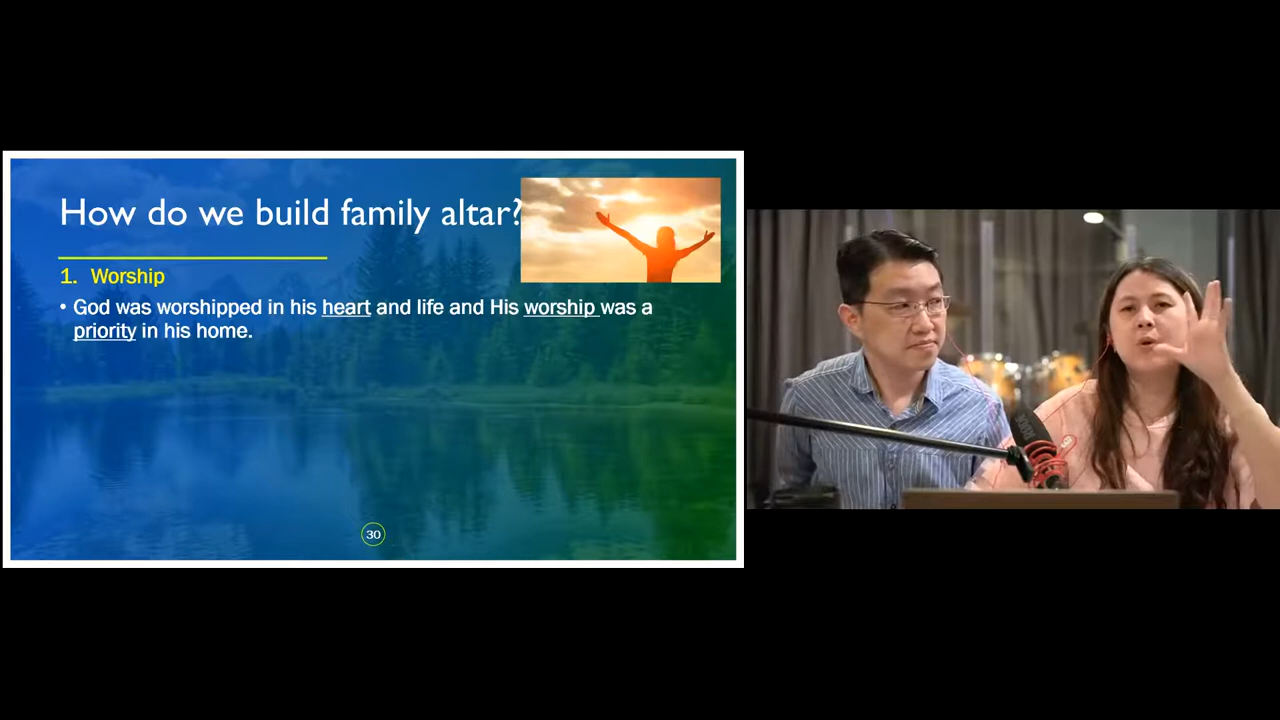 How do we build family altar?
1. Worship
• God was worshipped in his heart and life and His worship was a
priority in his home.
30